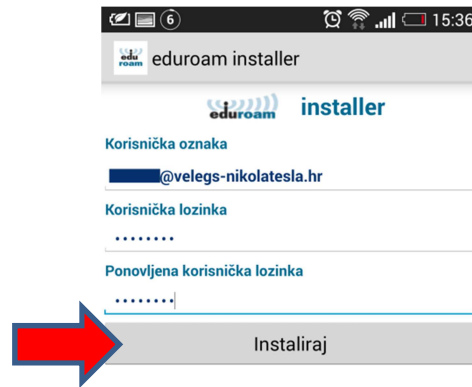 6 15:36
edu roam eduroam installer
eduroam installer
Korisnička oznaka
@velegs-nikolatesla.hr
Korisnička lozinka
••••••••
Ponovljena korisnička lozinka
••••••••
Instaliraj